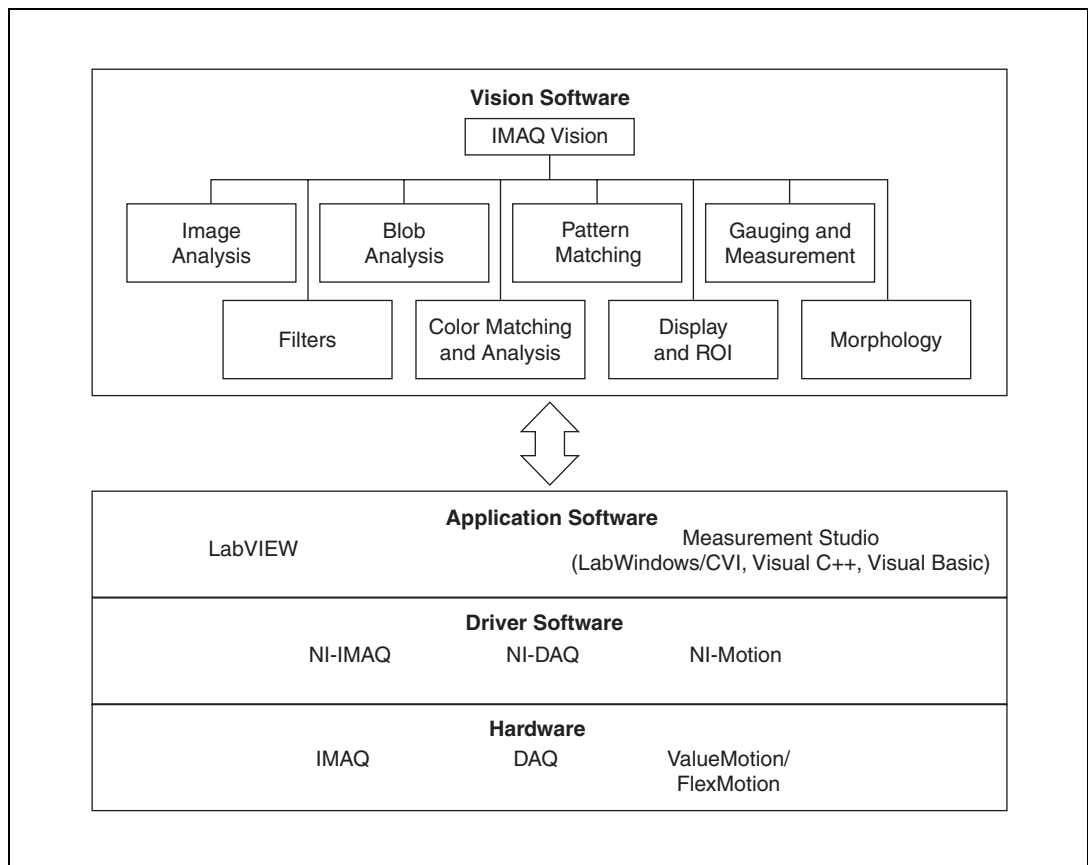 Vision Software
IMAQ Vision
Image
Analysis
Blob
Analysis
Pattern
Matching
Gauging and
Measurement
Filters
Color Matching
and Analysis
Display
and ROI
Morphology
Application Software
LabVIEW
Measurement Studio
(LabWindows/CVI, Visual C++, Visual Basic)
Driver Software
NI-IMAQ
NI-DAQ
NI-Motion
Hardware
IMAQ
DAQ
ValueMotion/
FlexMotion